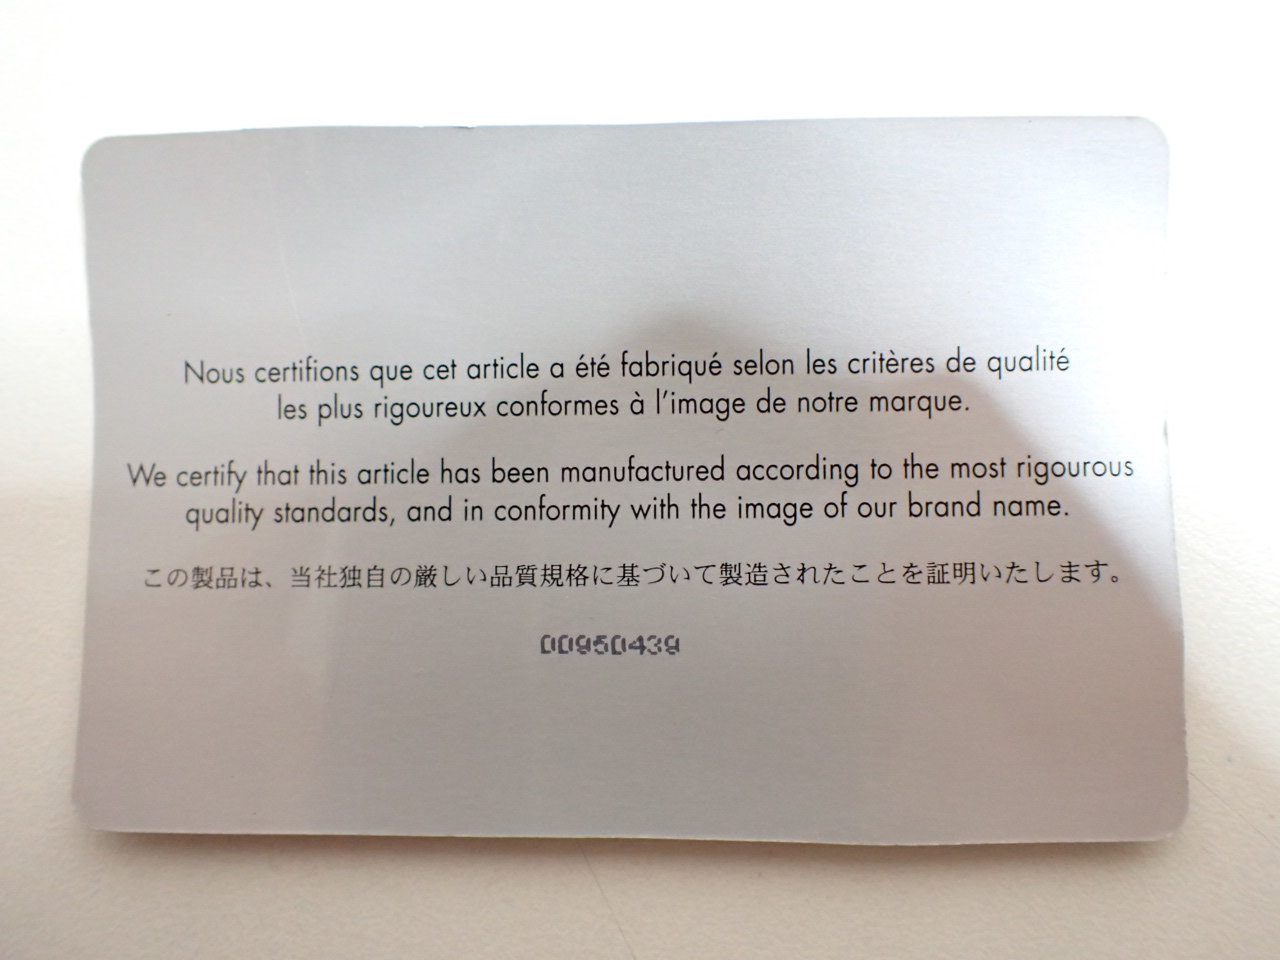 Nous certifions que cet article a été fabriqué selon les critères de qualité
les plus rigoureux conformes à l'image de notre marque.
We certify that this article has been manufactured according to the most rigourous
quality standards, and in conformity with the image of our brand name.
この製品は、当社独自の厳しい品質規格に基づいて製造されたことを証明いたします。
00950439